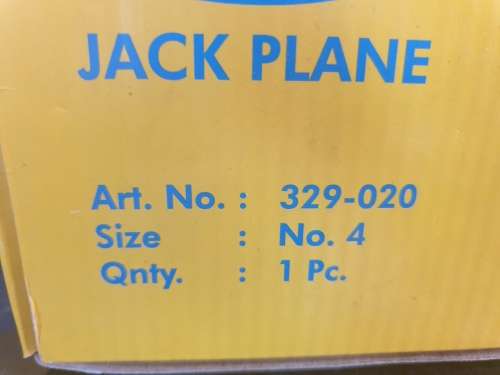 JACK PLANE
Art. No. : 329-020
Size : No. 4
Qnty. : 1 Pc.